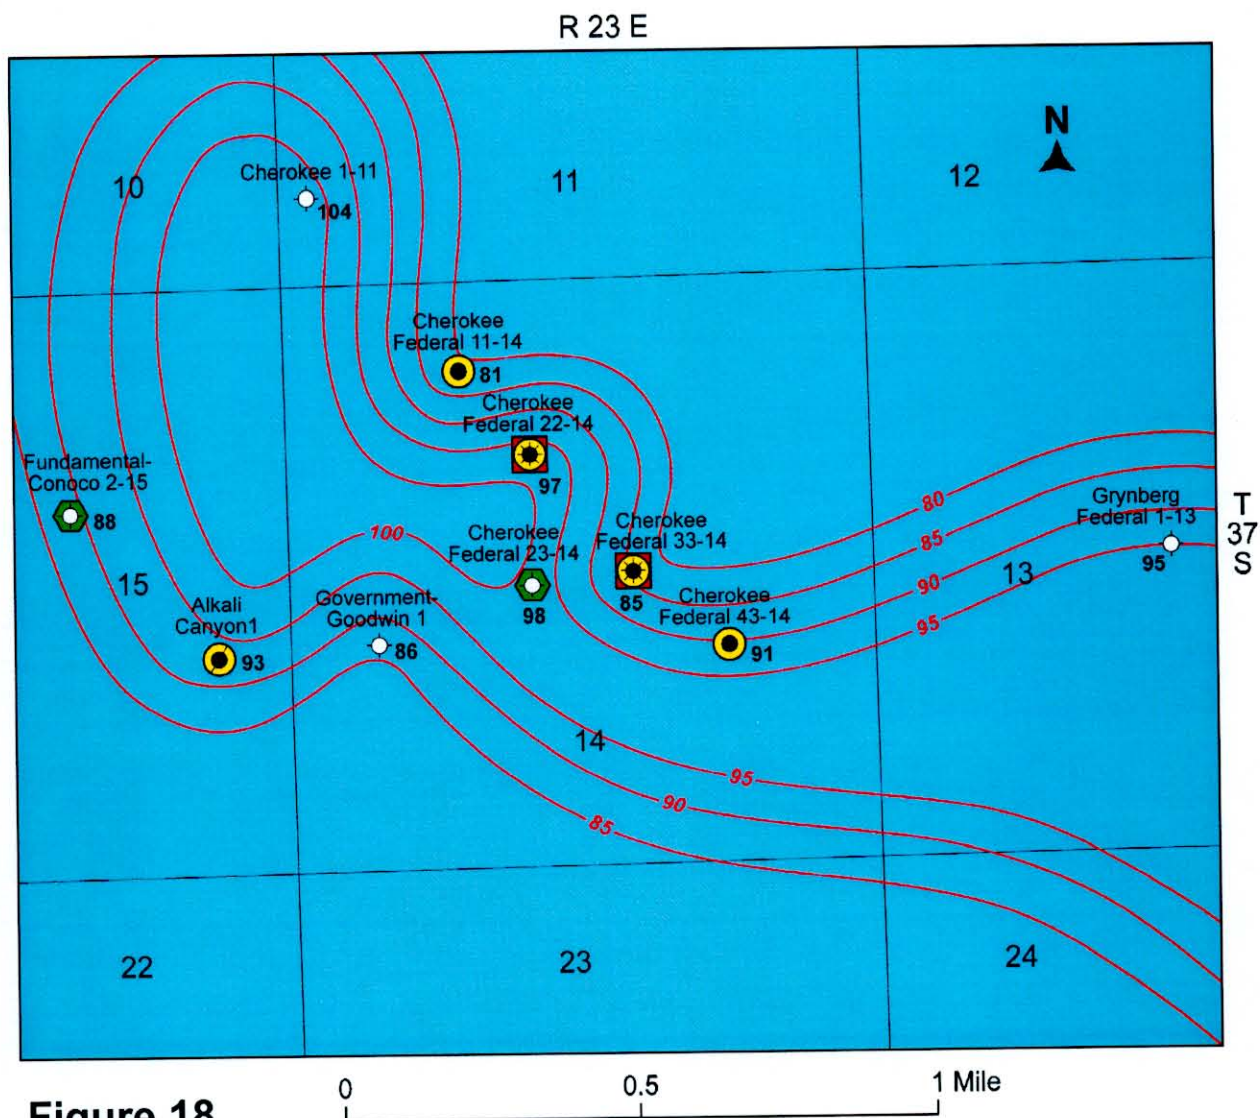 R 23 E
N
10
Cherokee 1-11
104
11
12
Cherokee
Federal 11-14
81
Cherokee
Federal 22-14
97
Fundamental-
Conoco 2-15
88
100
Cherokee
Federal 23-14
98
Cherokee
Federal 33-14
85
80
85
90
95
Grynberg
Federal 1-13
95
13
T
37
S
15
Alkali
Canyon1
93
Government-
Goodwin 1
86
Cherokee
Federal 43-14
91
14
95
90
85
22
23
24
Figure 18
0
0.5
1 Mile